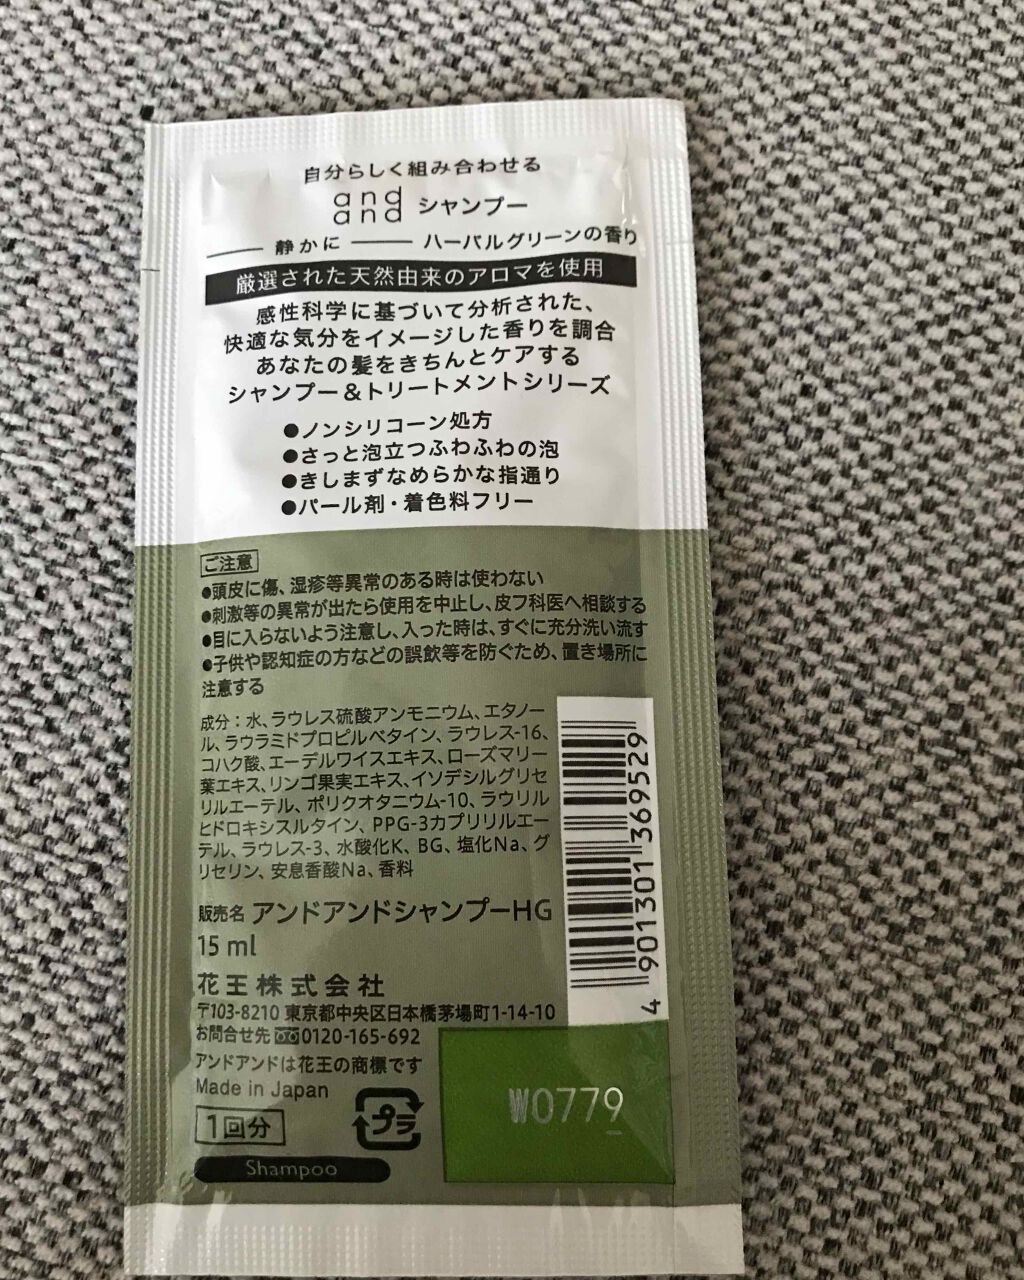 自分らしく組み合わせる
and and シャンプー
静かに ハーバルグリーンの香り
厳選された天然由来のアロマを使用
感性科学に基づいて分析された、
快適な気分をイメージした香りを調合
あなたの髪をきちんとケアする
シャンプー＆トリートメントシリーズ
●ノンシリコーン処方
●さっと泡立つふわふわの泡
●きしまずなめらかな指通り
●パール剤・着色料フリー
ご注意
●頭皮に傷、湿疹等異常のある時は使わない
●刺激等の異常が出たら使用を中止し、皮フ科医へ相談する
●目に入らないよう注意し、入った時は、すぐに充分洗い流す
●子供や認知症の方などの誤飲等を防ぐため、置き場所に
注意する
成分：水、ラウレス硫酸アンモニウム、エタノー
ル、ラウラミドプロピルベタイン、ラウレス-16、
コハク酸、エーデルワイスエキス、ローズマリー
葉エキス、リンゴ果実エキス、イソデシルグリセ
リルエーテル、ポリクオタニウム-10、ラウリル
ヒドロキシスルタイン、PPG-3カプリリルエー
テル、ラウレス-3、水酸化K、BG、塩化Na、グ
リセリン、安息香酸Na、香料
販売名 アンドアンドシャンプーHG
15 ml
花王株式会社
〒103-8210 東京都中央区日本橋茅場町1-14-10
お問合せ先 0120-165-692
アンドアンドは花王の商標です
Made in Japan
1回分
プラ
Shampoo
4 901301 369529
W0779